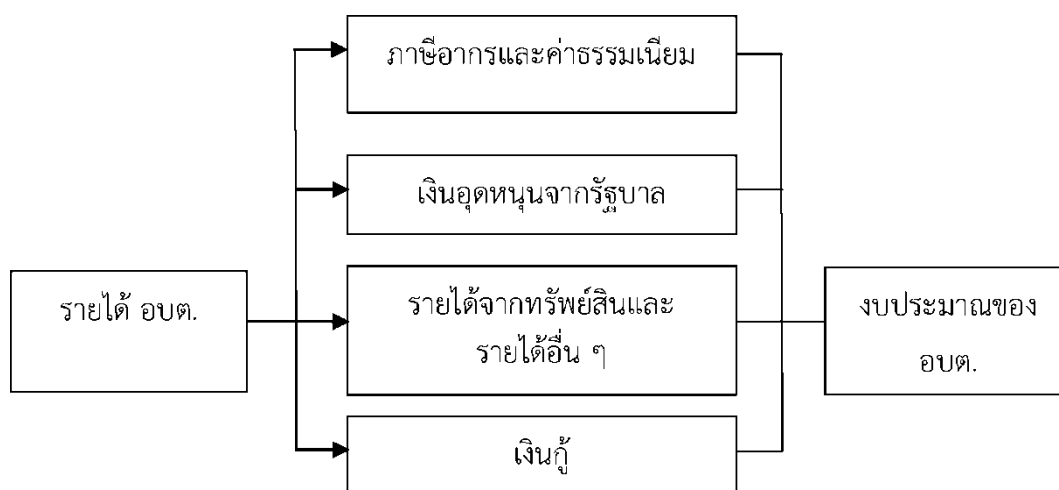 ภาษีอากรและค่าธรรมเนียม
เงินอุดหนุนจากรัฐบาล
รายได้ อบต.
รายได้จากทรัพย์สินและ
รายได้อื่น ๆ
งบประมาณของ
อบต.
เงินกู้